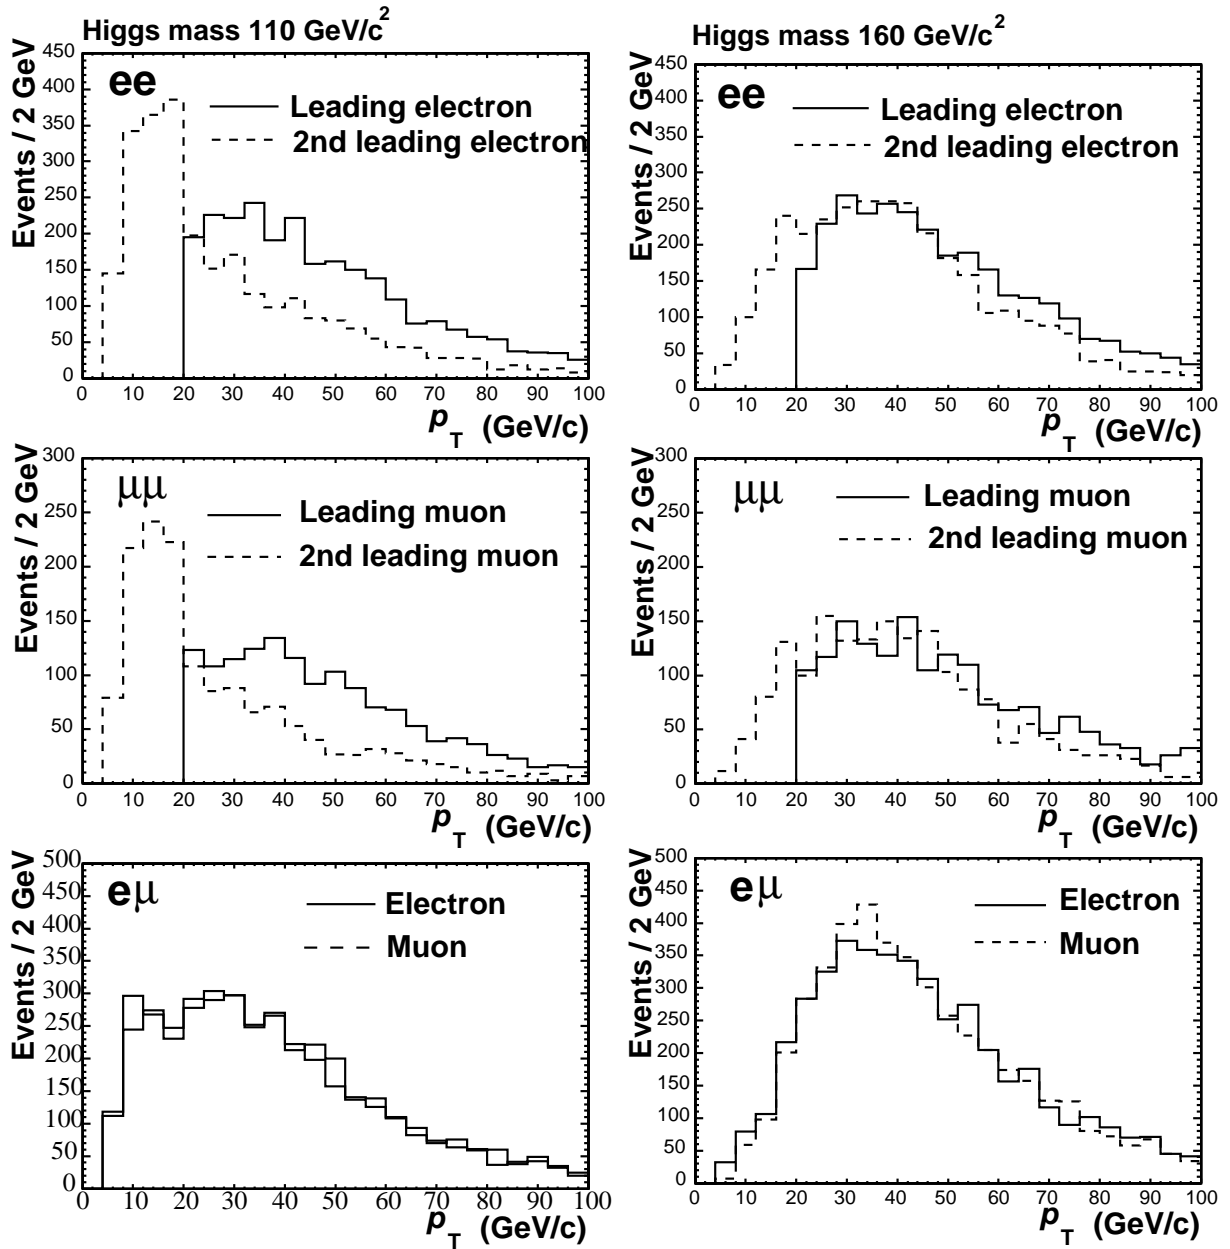 Higgs mass 110 GeV/c²
Events / 2 GeV
450
400
350
300
250
200
150
100
50
0
ee
Leading electron
2nd leading electron
0 10 20 30 40 50 60 70 80 90 100
pT (GeV/c)
Higgs mass 160 GeV/c²
Events / 2 GeV
450
400
350
300
250
200
150
100
50
0
ee
Leading electron
2nd leading electron
0 10 20 30 40 50 60 70 80 90 100
pT (GeV/c)
Events / 2 GeV
300
250
200
150
100
50
0
μμ
Leading muon
2nd leading muon
0 10 20 30 40 50 60 70 80 90 100
pT (GeV/c)
Events / 2 GeV
300
250
200
150
100
50
0
μμ
Leading muon
2nd leading muon
0 10 20 30 40 50 60 70 80 90 100
pT (GeV/c)
Events / 2 GeV
500
450
400
350
300
250
200
150
100
50
0
eμ
Electron
Muon
0 10 20 30 40 50 60 70 80 90 100
pT (GeV/c)
Events / 2 GeV
500
450
400
350
300
250
200
150
100
50
0
eμ
Electron
Muon
0 10 20 30 40 50 60 70 80 90 100
pT (GeV/c)